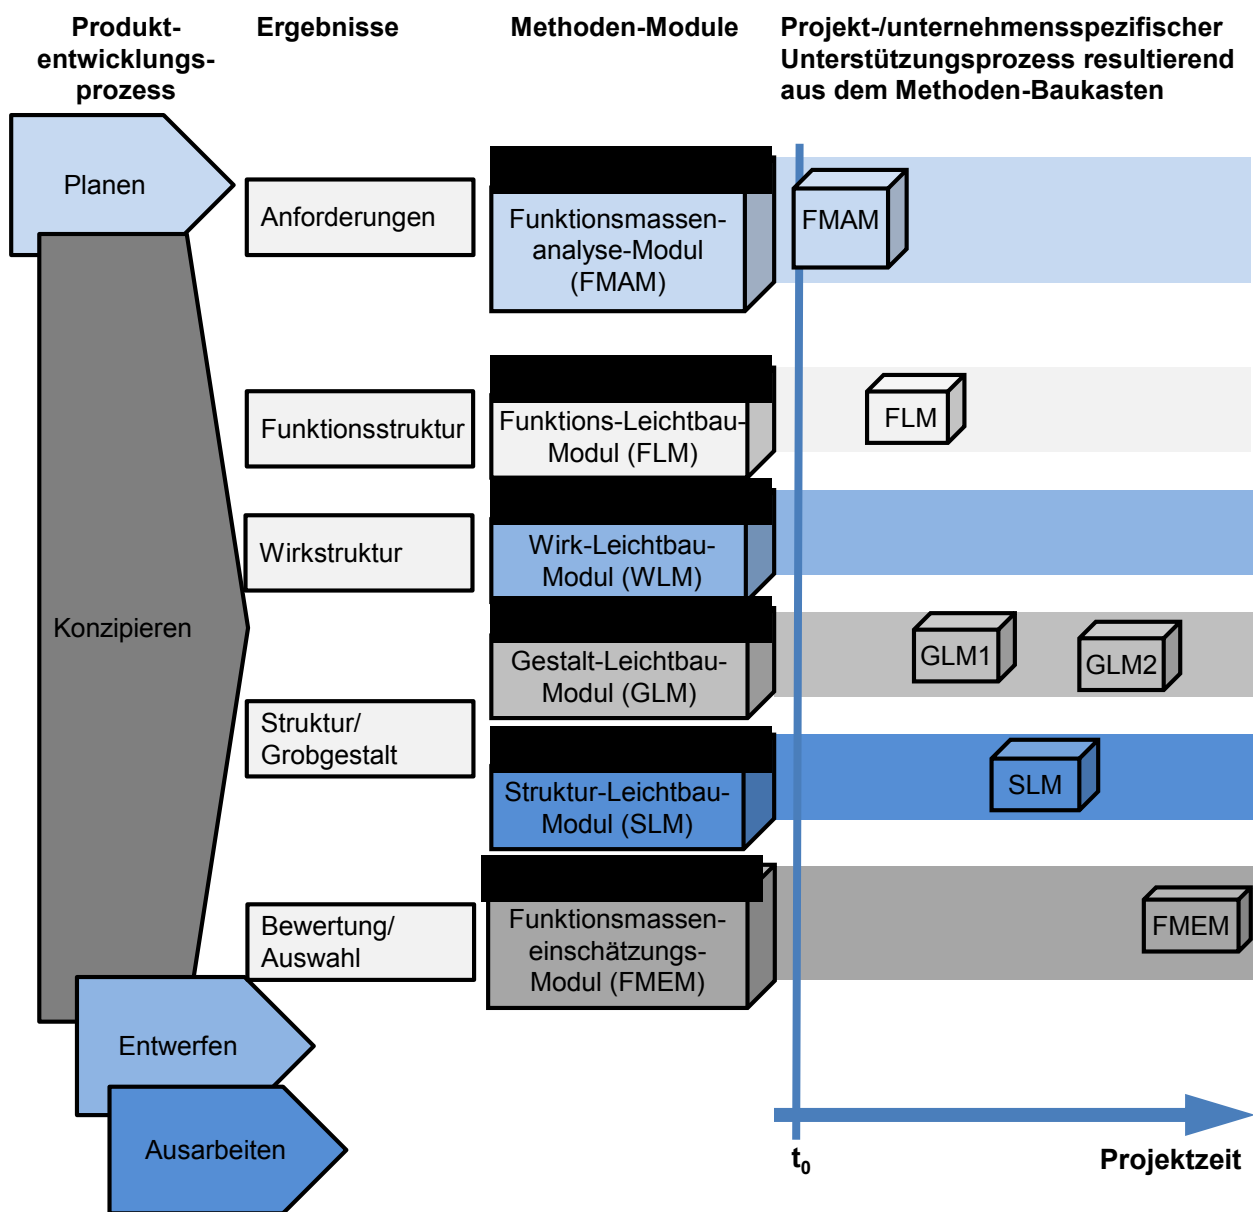 Produkt-
entwicklungs-
prozess
Ergebnisse
Methoden-Module
Projekt-/unternehmensspezifischer
Unterstützungsprozess resultierend
aus dem Methoden-Baukasten
Planen
Anforderungen
Funktionsmassen-
analyse-Modul
(FMAM)
FMAM
Funktionsstruktur
Funktions-Leichtbau-
Modul (FLM)
FLM
Wirkstruktur
Wirk-Leichtbau-
Modul (WLM)
Konzipieren
Gestalt-Leichtbau-
Modul (GLM)
GLM1
GLM2
Struktur/
Grobgestalt
Struktur-Leichtbau-
Modul (SLM)
SLM
Bewertung/
Auswahl
Funktionsmassen-
einschätzungs-
Modul (FMEM)
FMEM
Entwerfen
Ausarbeiten
t0
Projektzeit